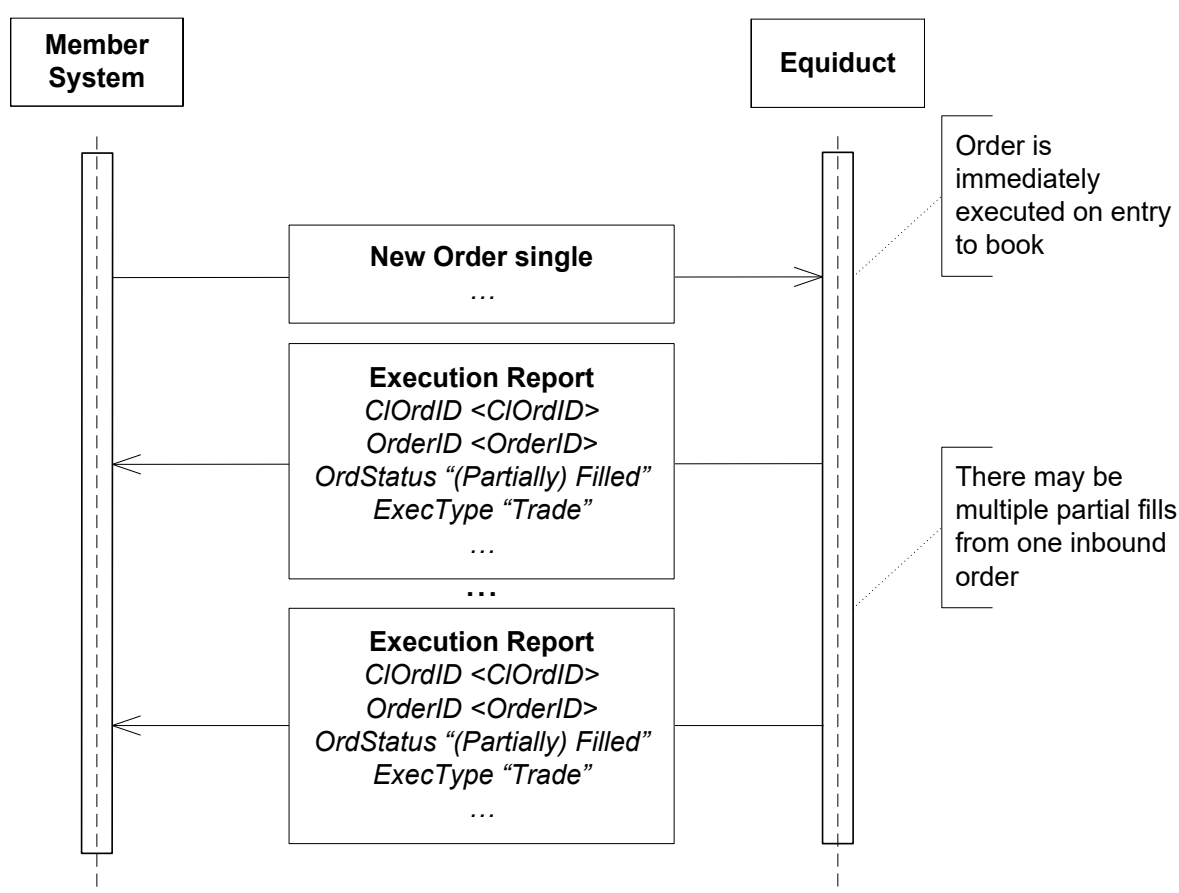 Member
System
Equiduct
Order is
immediately
executed on entry
to book
New Order single
…
Execution Report
ClOrdID <ClOrdID>
OrderID <OrderID>
OrdStatus “(Partially) Filled”
ExecType “Trade”
…
There may be
multiple partial fills
from one inbound
order
…
Execution Report
ClOrdID <ClOrdID>
OrderID <OrderID>
OrdStatus “(Partially) Filled”
ExecType “Trade”
…